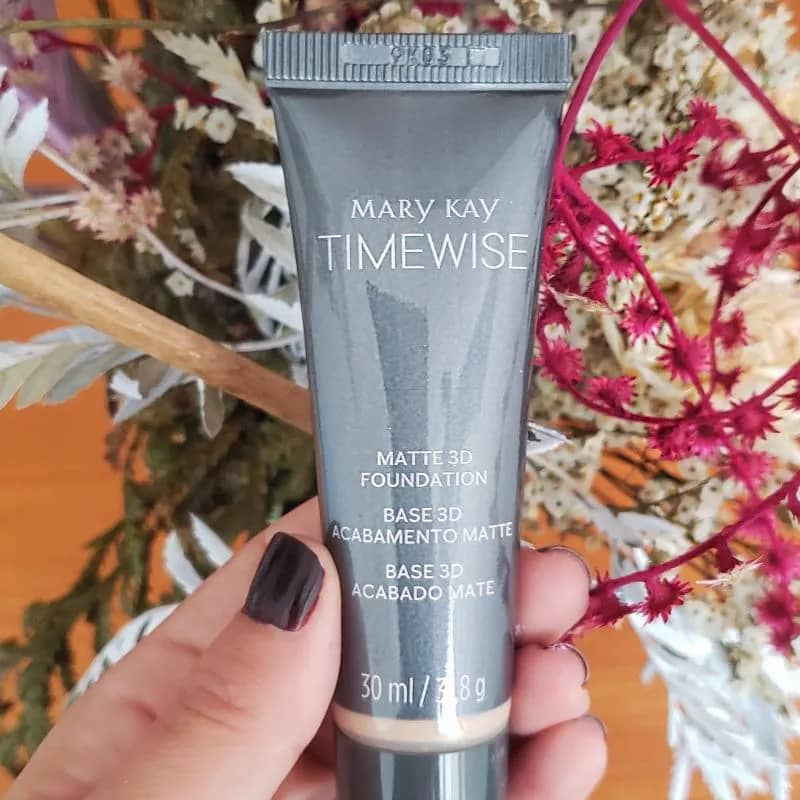 MARY KAY
TIMEWISE
MATTE 3D
FOUNDATION
BASE 3D
ACABAMENTO MATTE
BASE 3D
ACABADO MATE
30 ml /